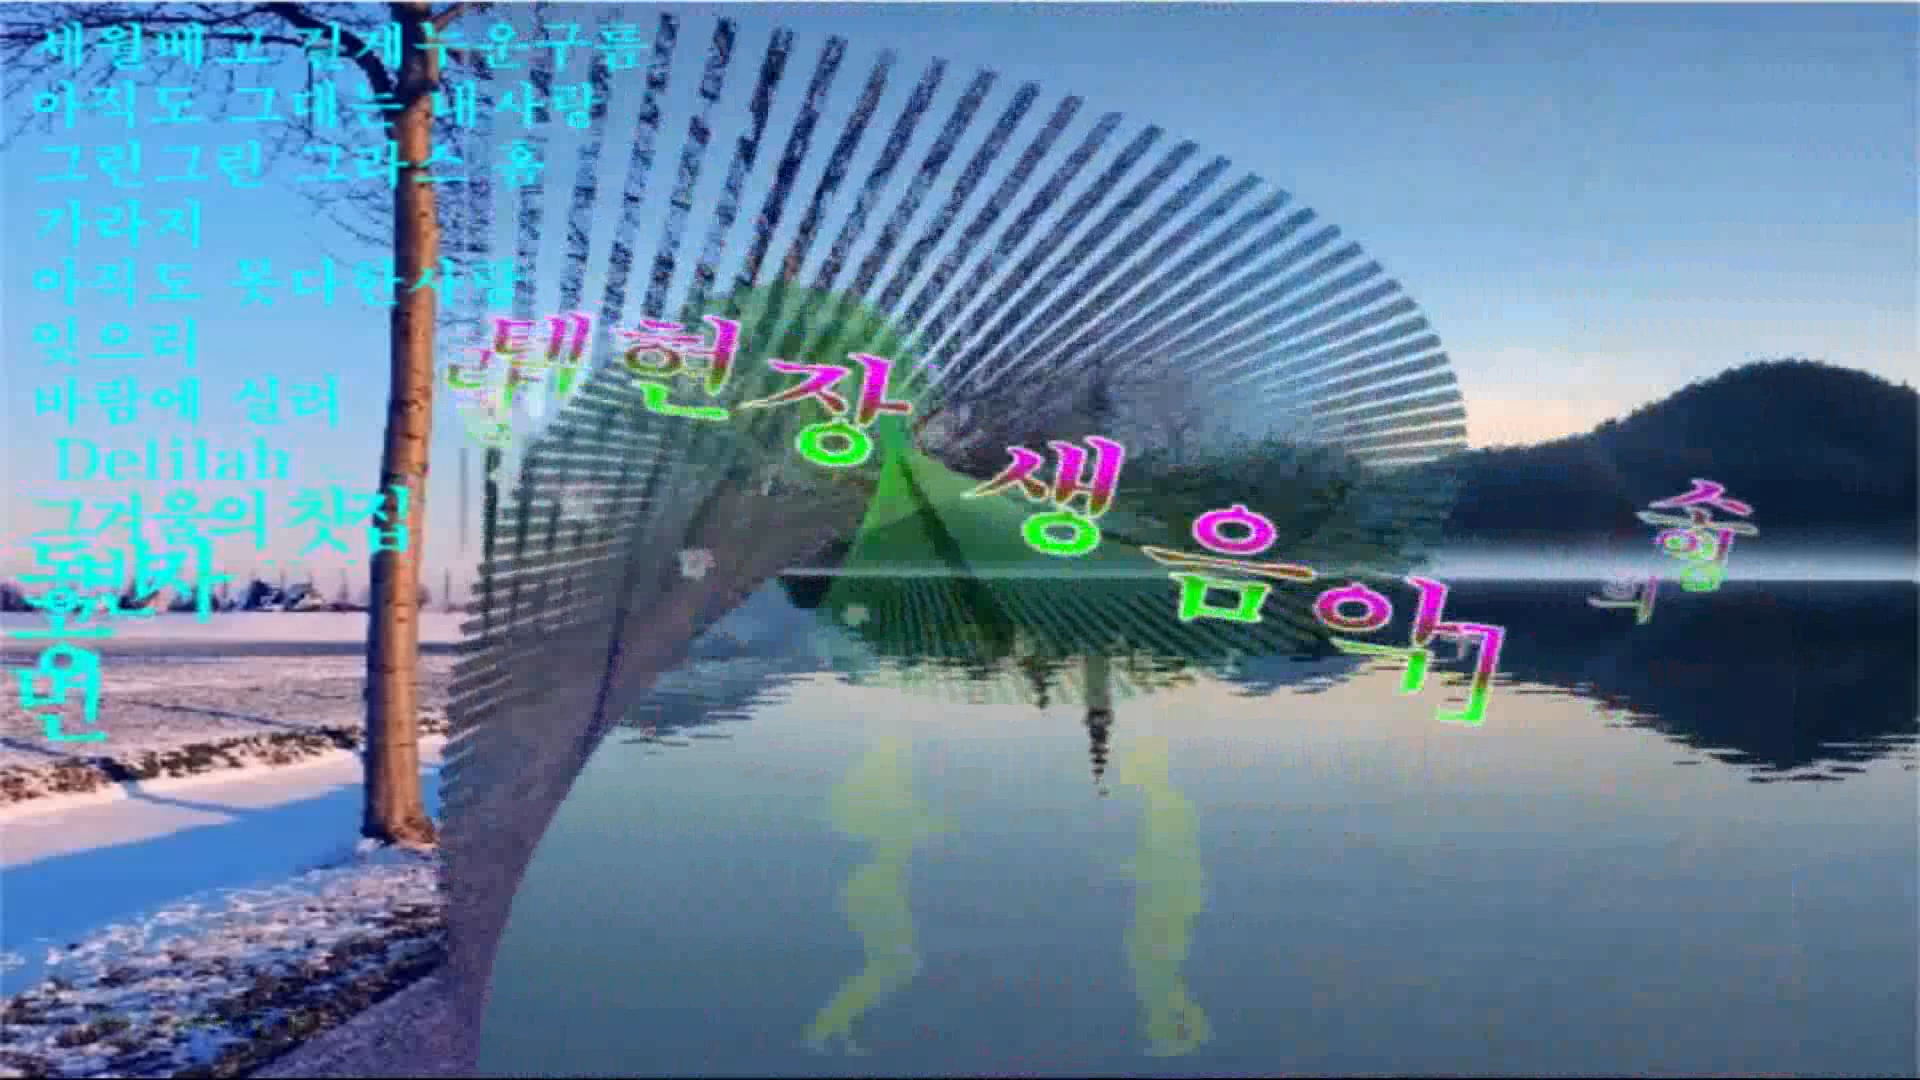 세월베고 길게누운구름
아직도 그대는 내사랑
그린그린 그라스 홈
가라지
아직도 못다한사랑
잊으리
바람에 실려
Delilah
그겨울의 찻집
동반자
현장 생음악]